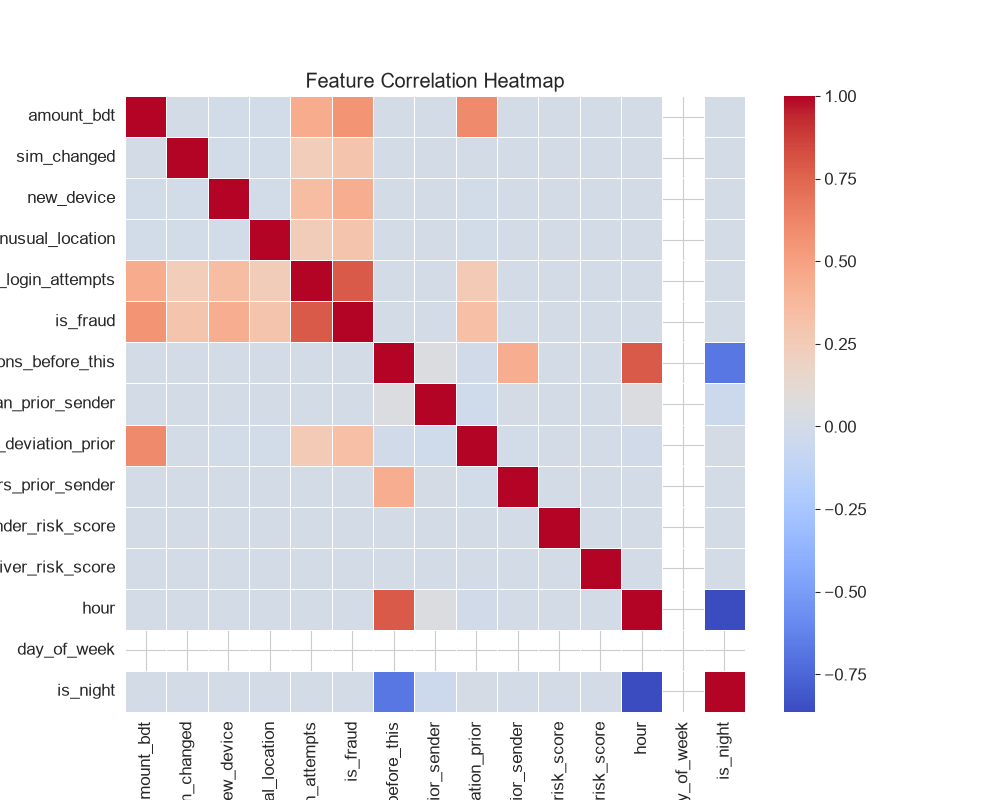 Feature Correlation Heatmap
amount_bdt
sim_changed
new_device
nusual_location
_login_attempts
is_fraud
ons_before_this
an_prior_sender
_deviation_prior
rs_prior_sender
nder_risk_score
iver_risk_score
hour
day_of_week
is_night
mount_bdt
n_changed
ew_device
al_location
n_attempts
is_fraud
before_this
ior_sender
ation_prior
ior_sender
risk_score
risk_score
hour
y_of_week
is_night
1.00
0.75
0.50
0.25
0.00
−0.25
−0.50
−0.75